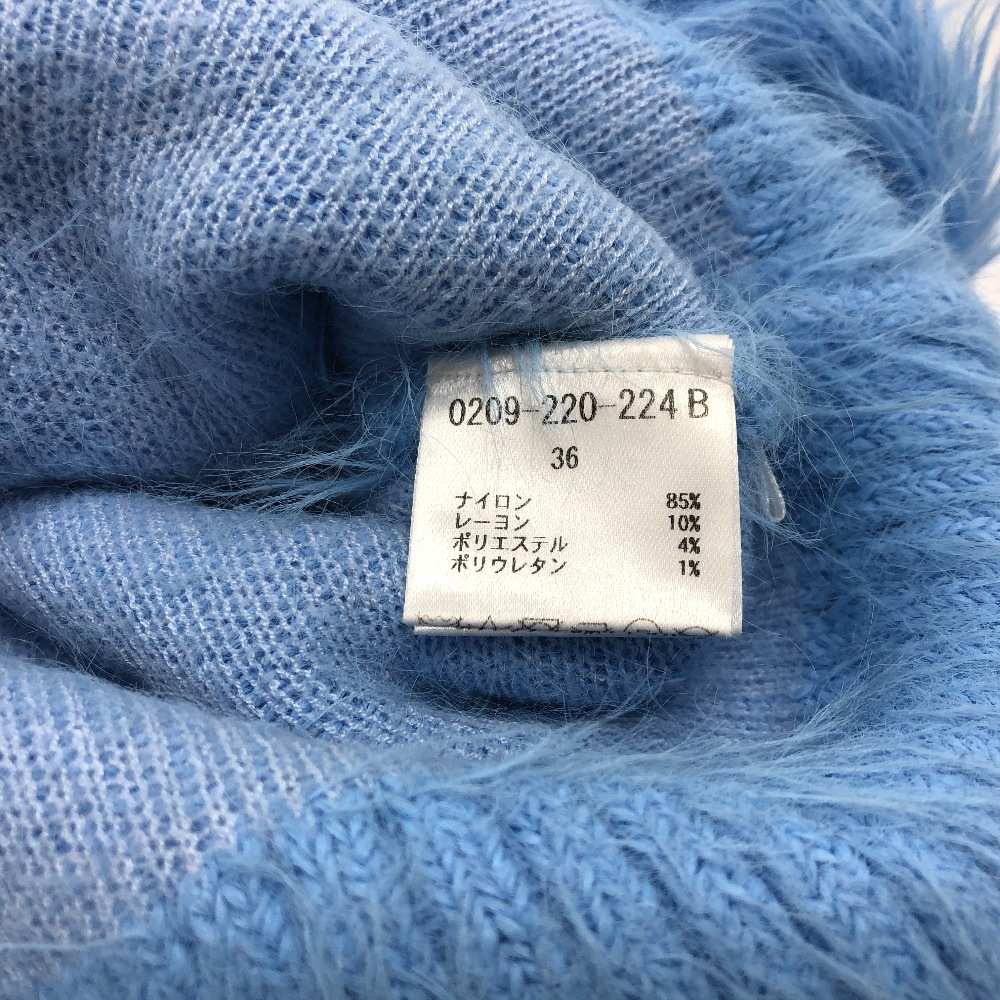 0209-220-224 B
36
ナイロン 85%
レーヨン 10%
ポリエステル 4%
ポリウレタン 1%